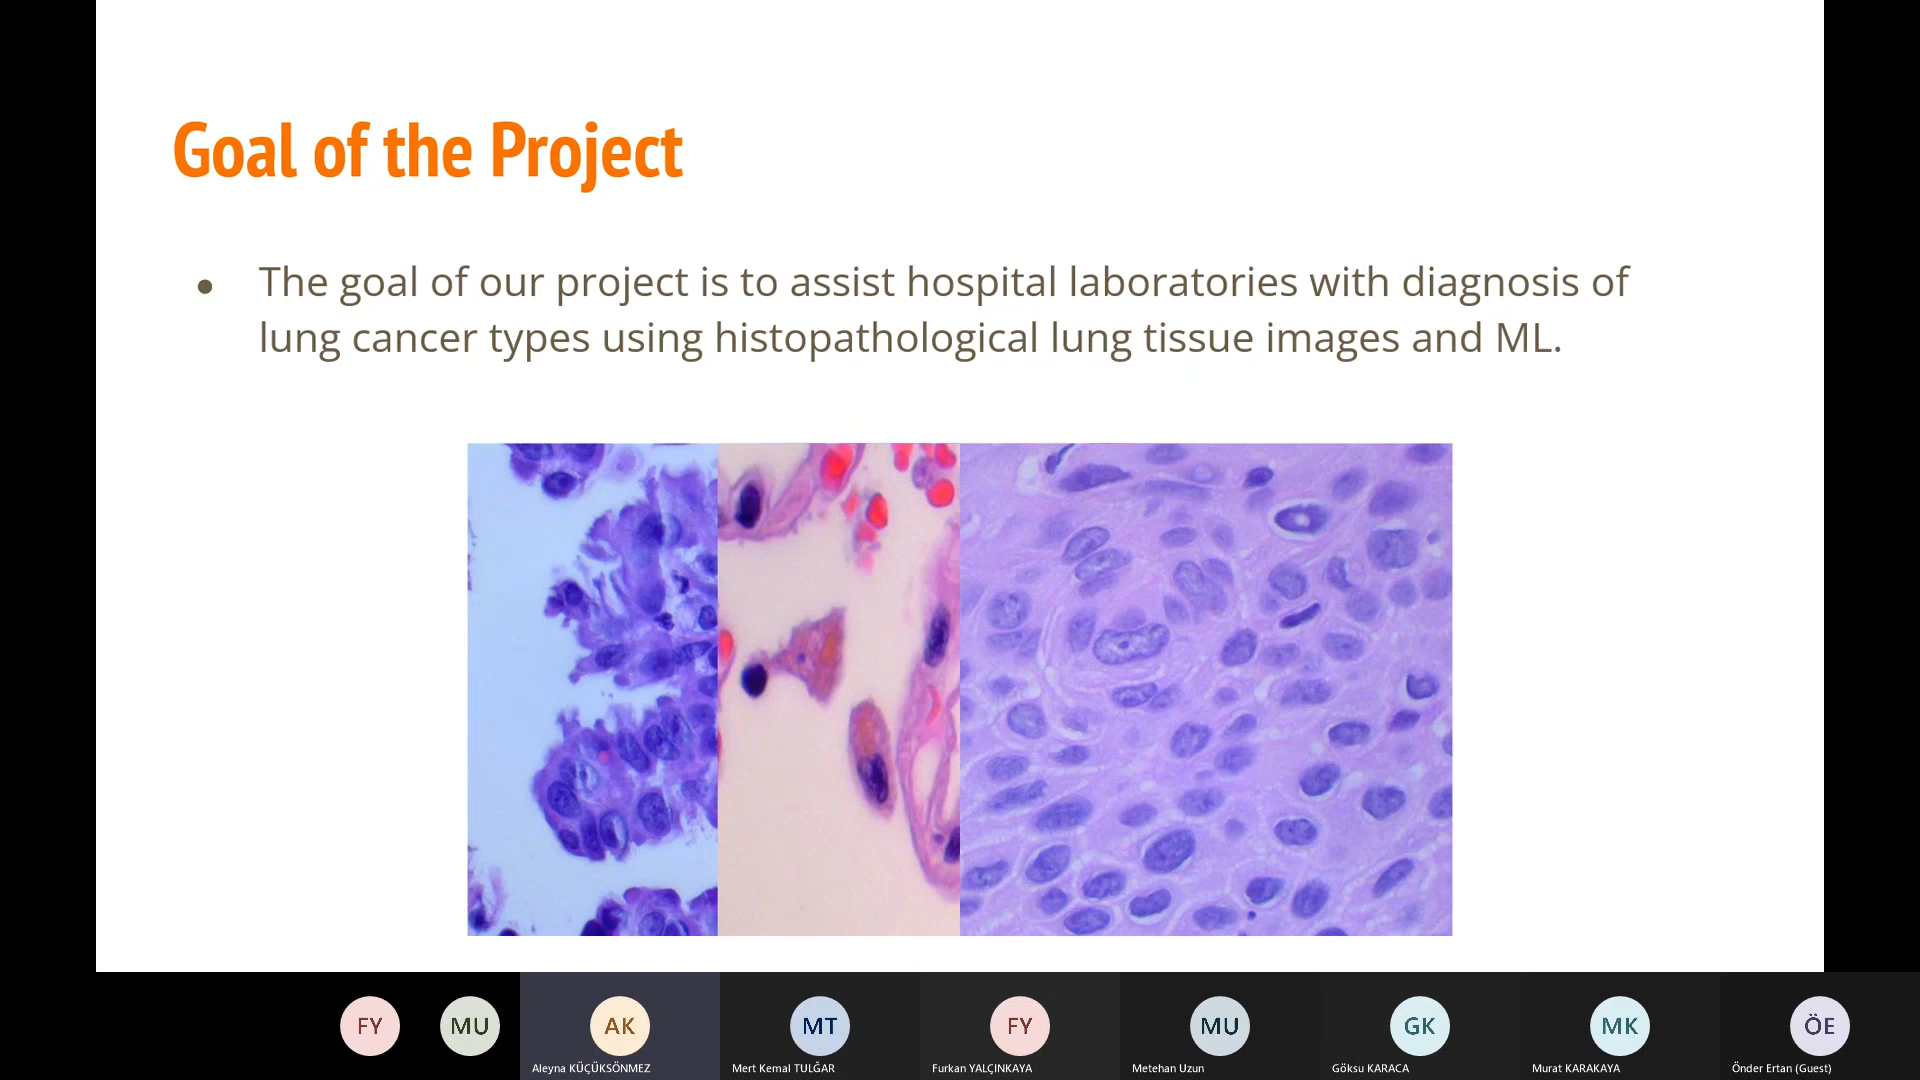 Goal of the Project
● The goal of our project is to assist hospital laboratories with diagnosis of
lung cancer types using histopathological lung tissue images and ML.
FY
MU
AK
MT
FY
MU
GK
MK
ÖE
Aleyna KÜÇÜKSÖNMEZ
Mert Kemal TULĞAR
Furkan YALÇINKAYA
Metehan Uzun
Göksu KARACA
Murat KARAKAYA
Önder Ertan (Guest)